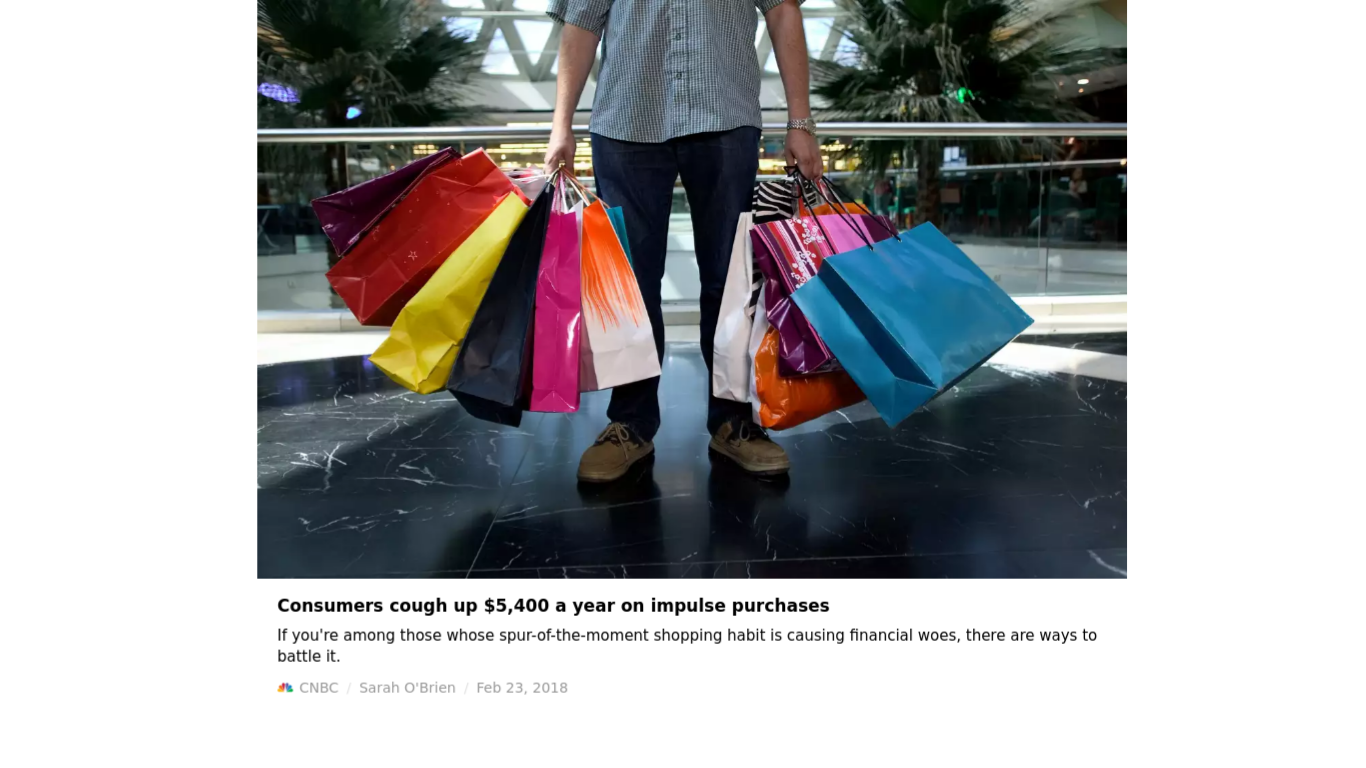 Consumers cough up $5,400 a year on impulse purchases
If you're among those whose spur-of-the-moment shopping habit is causing financial woes, there are ways to
battle it.
CNBC / Sarah O'Brien / Feb 23, 2018